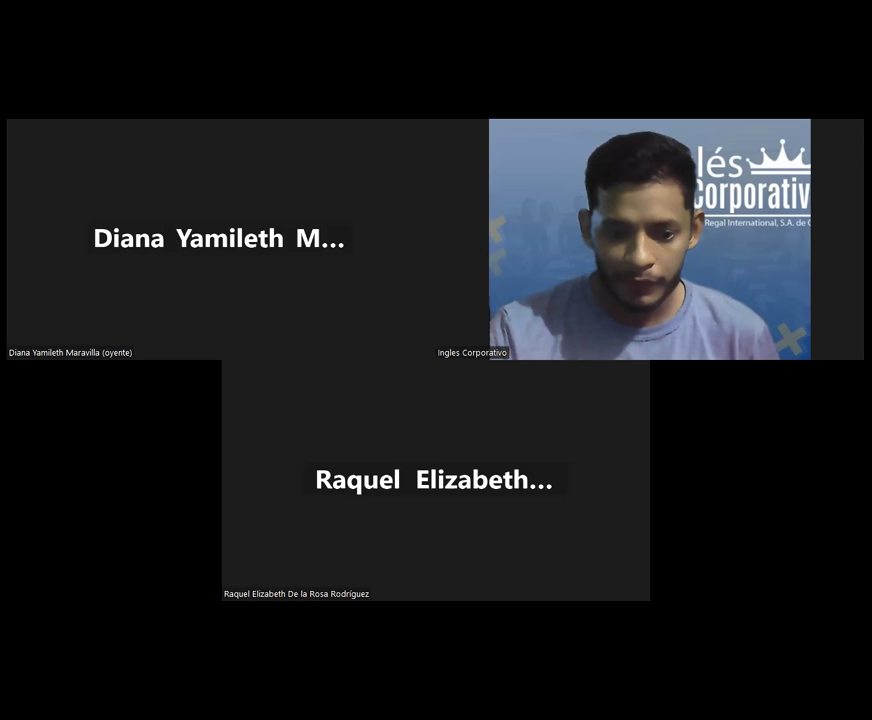 Diana Yamileth M...
Diana Yamileth Maravilla (oyente)
lés
Corporativ
Regal International, S.A. de C
Ingles Corporativo
Raquel Elizabeth...
Raquel Elizabeth De la Rosa Rodríguez